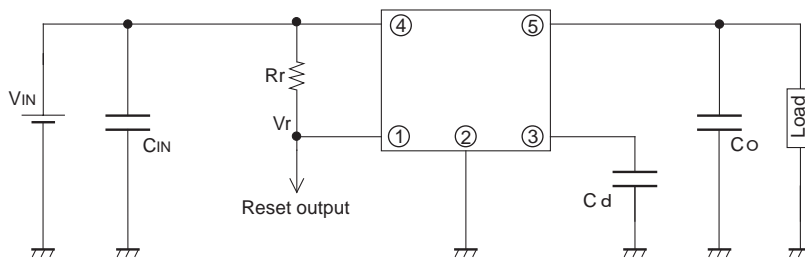 ④
⑤
Rr
VIN
Load
Vr
①
②
③
CIN
CO
Cd
Reset output